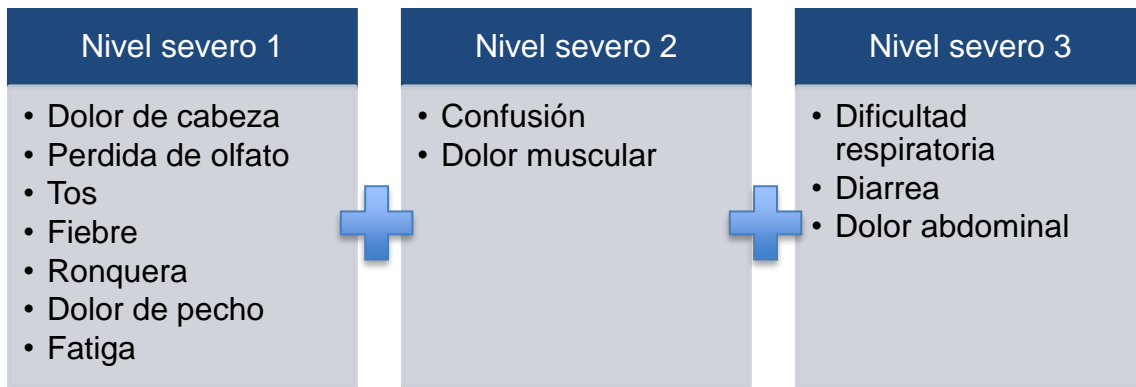 Nivel severo 1
• Dolor de cabeza
• Perdida de olfato
• Tos
• Fiebre
• Ronquera
• Dolor de pecho
• Fatiga
Nivel severo 2
• Confusión
• Dolor muscular
Nivel severo 3
• Dificultad
respiratoria
• Diarrea
• Dolor abdominal